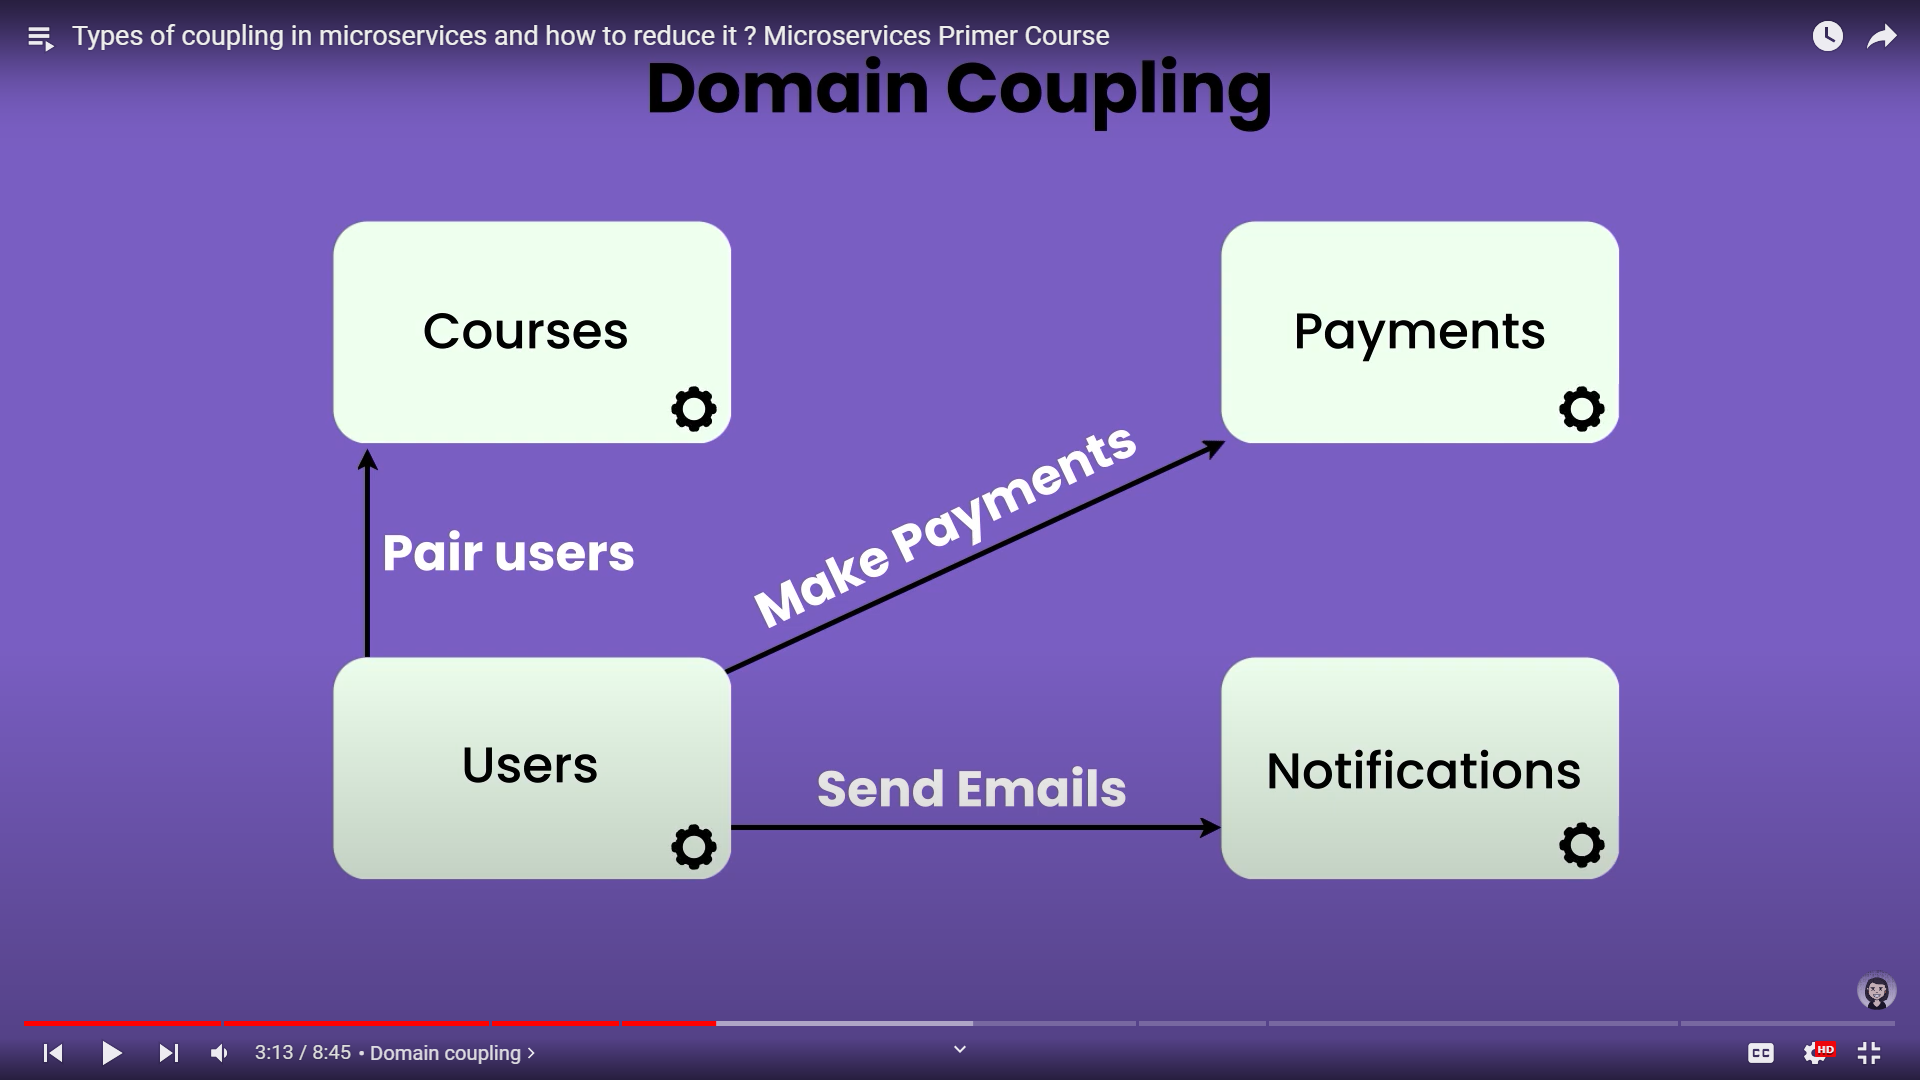 Types of coupling in microservices and how to reduce it ? Microservices Primer Course
Domain Coupling
Courses
Payments
Make Payments
Pair users
Users
Send Emails
Notifications
3:13 / 8:45 • Domain coupling >
CC
HD